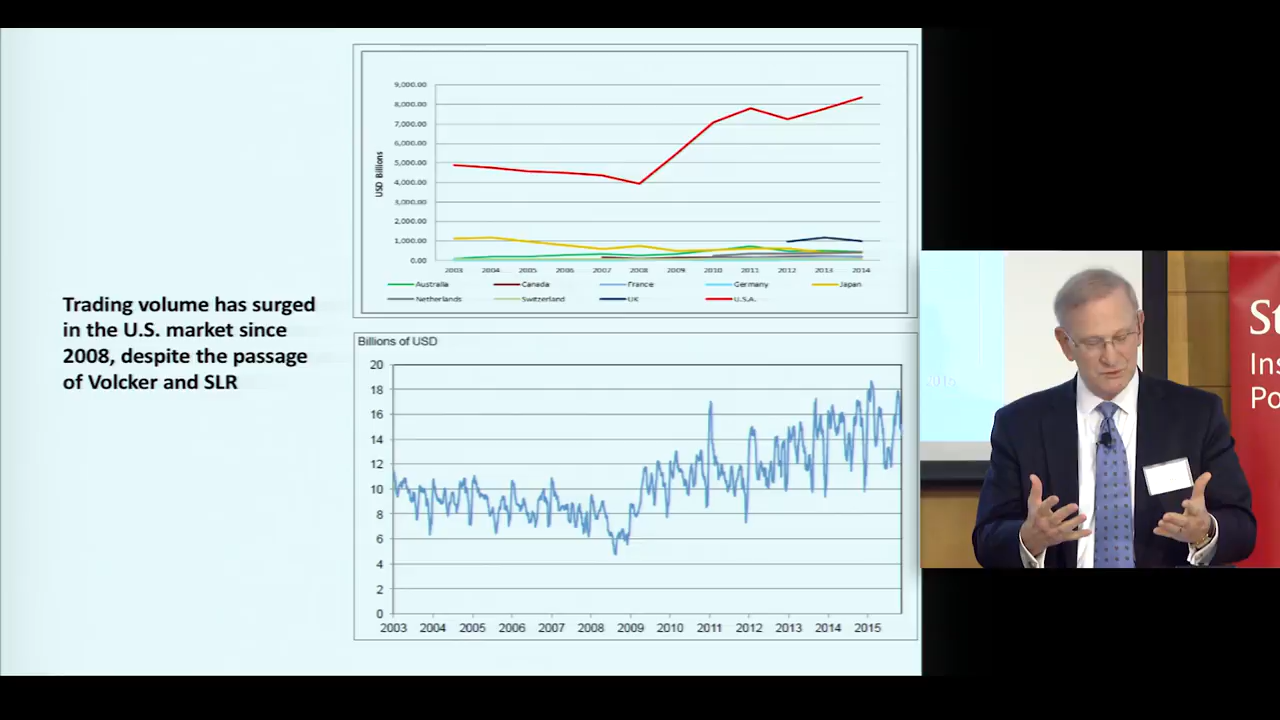 Trading volume has surged
in the U.S. market since
2008, despite the passage
of Volcker and SLR
USD Billions
9,000.00
8,000.00
7,000.00
6,000.00
5,000.00
4,000.00
3,000.00
2,000.00
1,000.00
0.00
2003 2004 2005 2006 2007 2008 2009 2010 2011 2012 2013 2014
Australia Canada France Germany Japan
Netherlands Switzerland UK U.S.A.
Billions of USD
20
18
16
14
12
10
8
6
4
2
0
2003 2004 2005 2006 2007 2008 2009 2010 2011 2012 2013 2014 2015
2015
St
Ins
Po